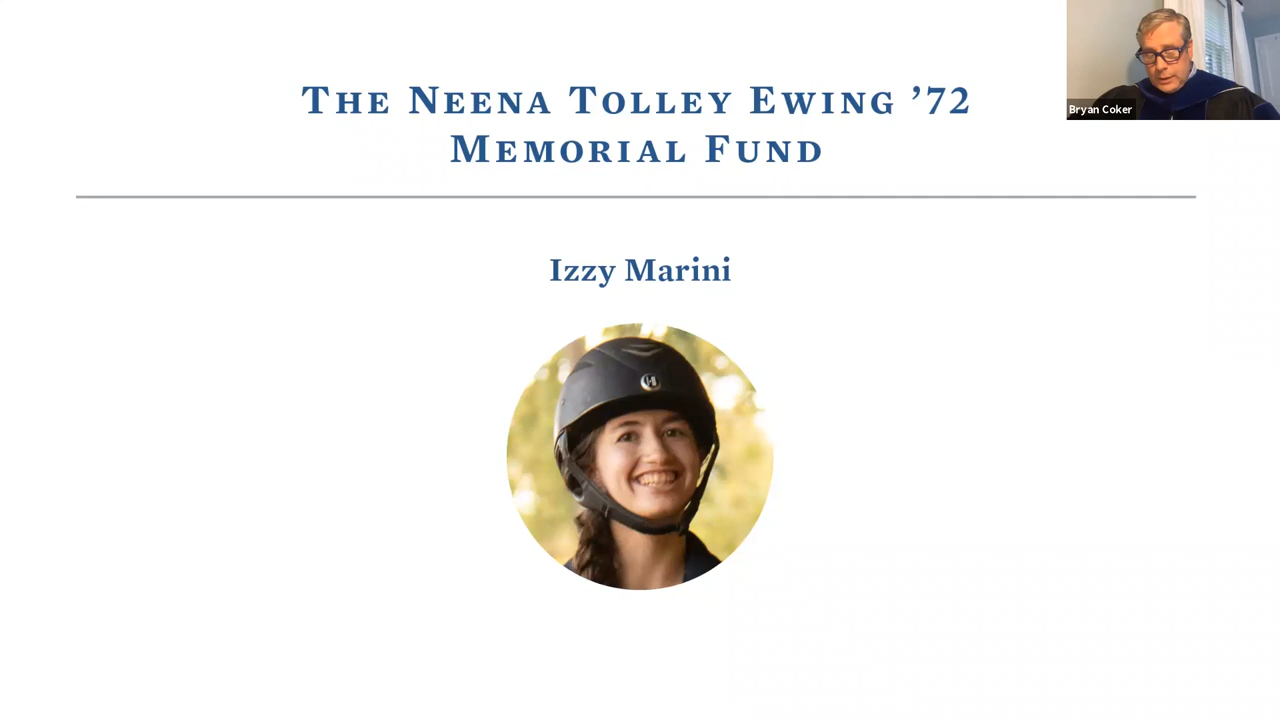 The Neena Tolley Ewing ’72
Memorial Fund
Izzy Marini
Bryan Coker